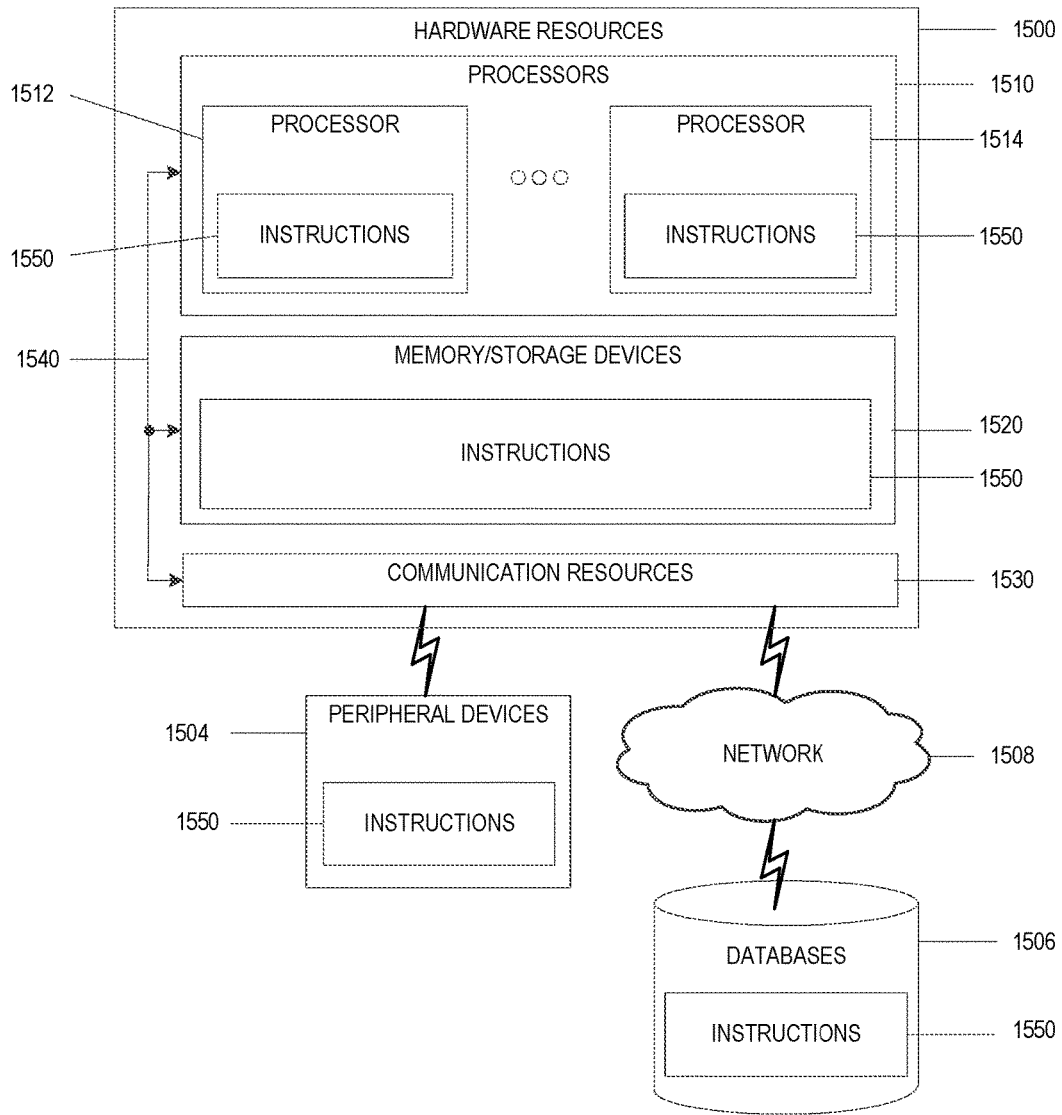 HARDWARE RESOURCES
1500
PROCESSORS
1510
1512
PROCESSOR
PROCESSOR
1514
INSTRUCTIONS
INSTRUCTIONS
1550
1550
1540
MEMORY/STORAGE DEVICES
1520
INSTRUCTIONS
1550
COMMUNICATION RESOURCES
1530
PERIPHERAL DEVICES
1504
NETWORK
1508
1550
INSTRUCTIONS
DATABASES
1506
INSTRUCTIONS
1550